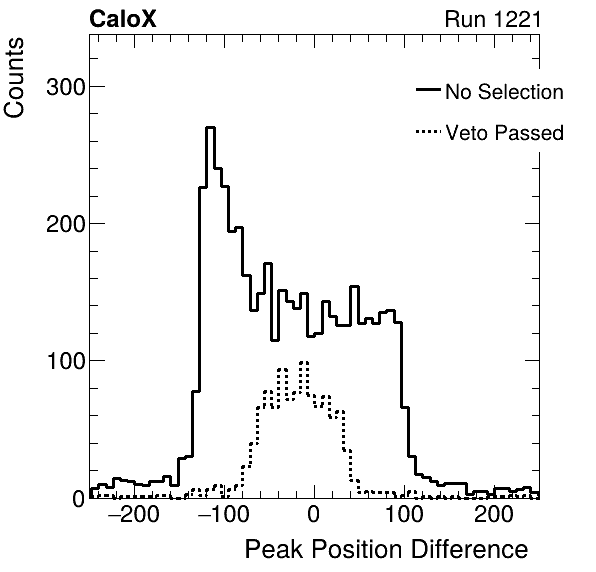 CaloX Run 1221
Counts
300
200
100
0
No Selection
Veto Passed
−200 −100 0 100 200
Peak Position Difference